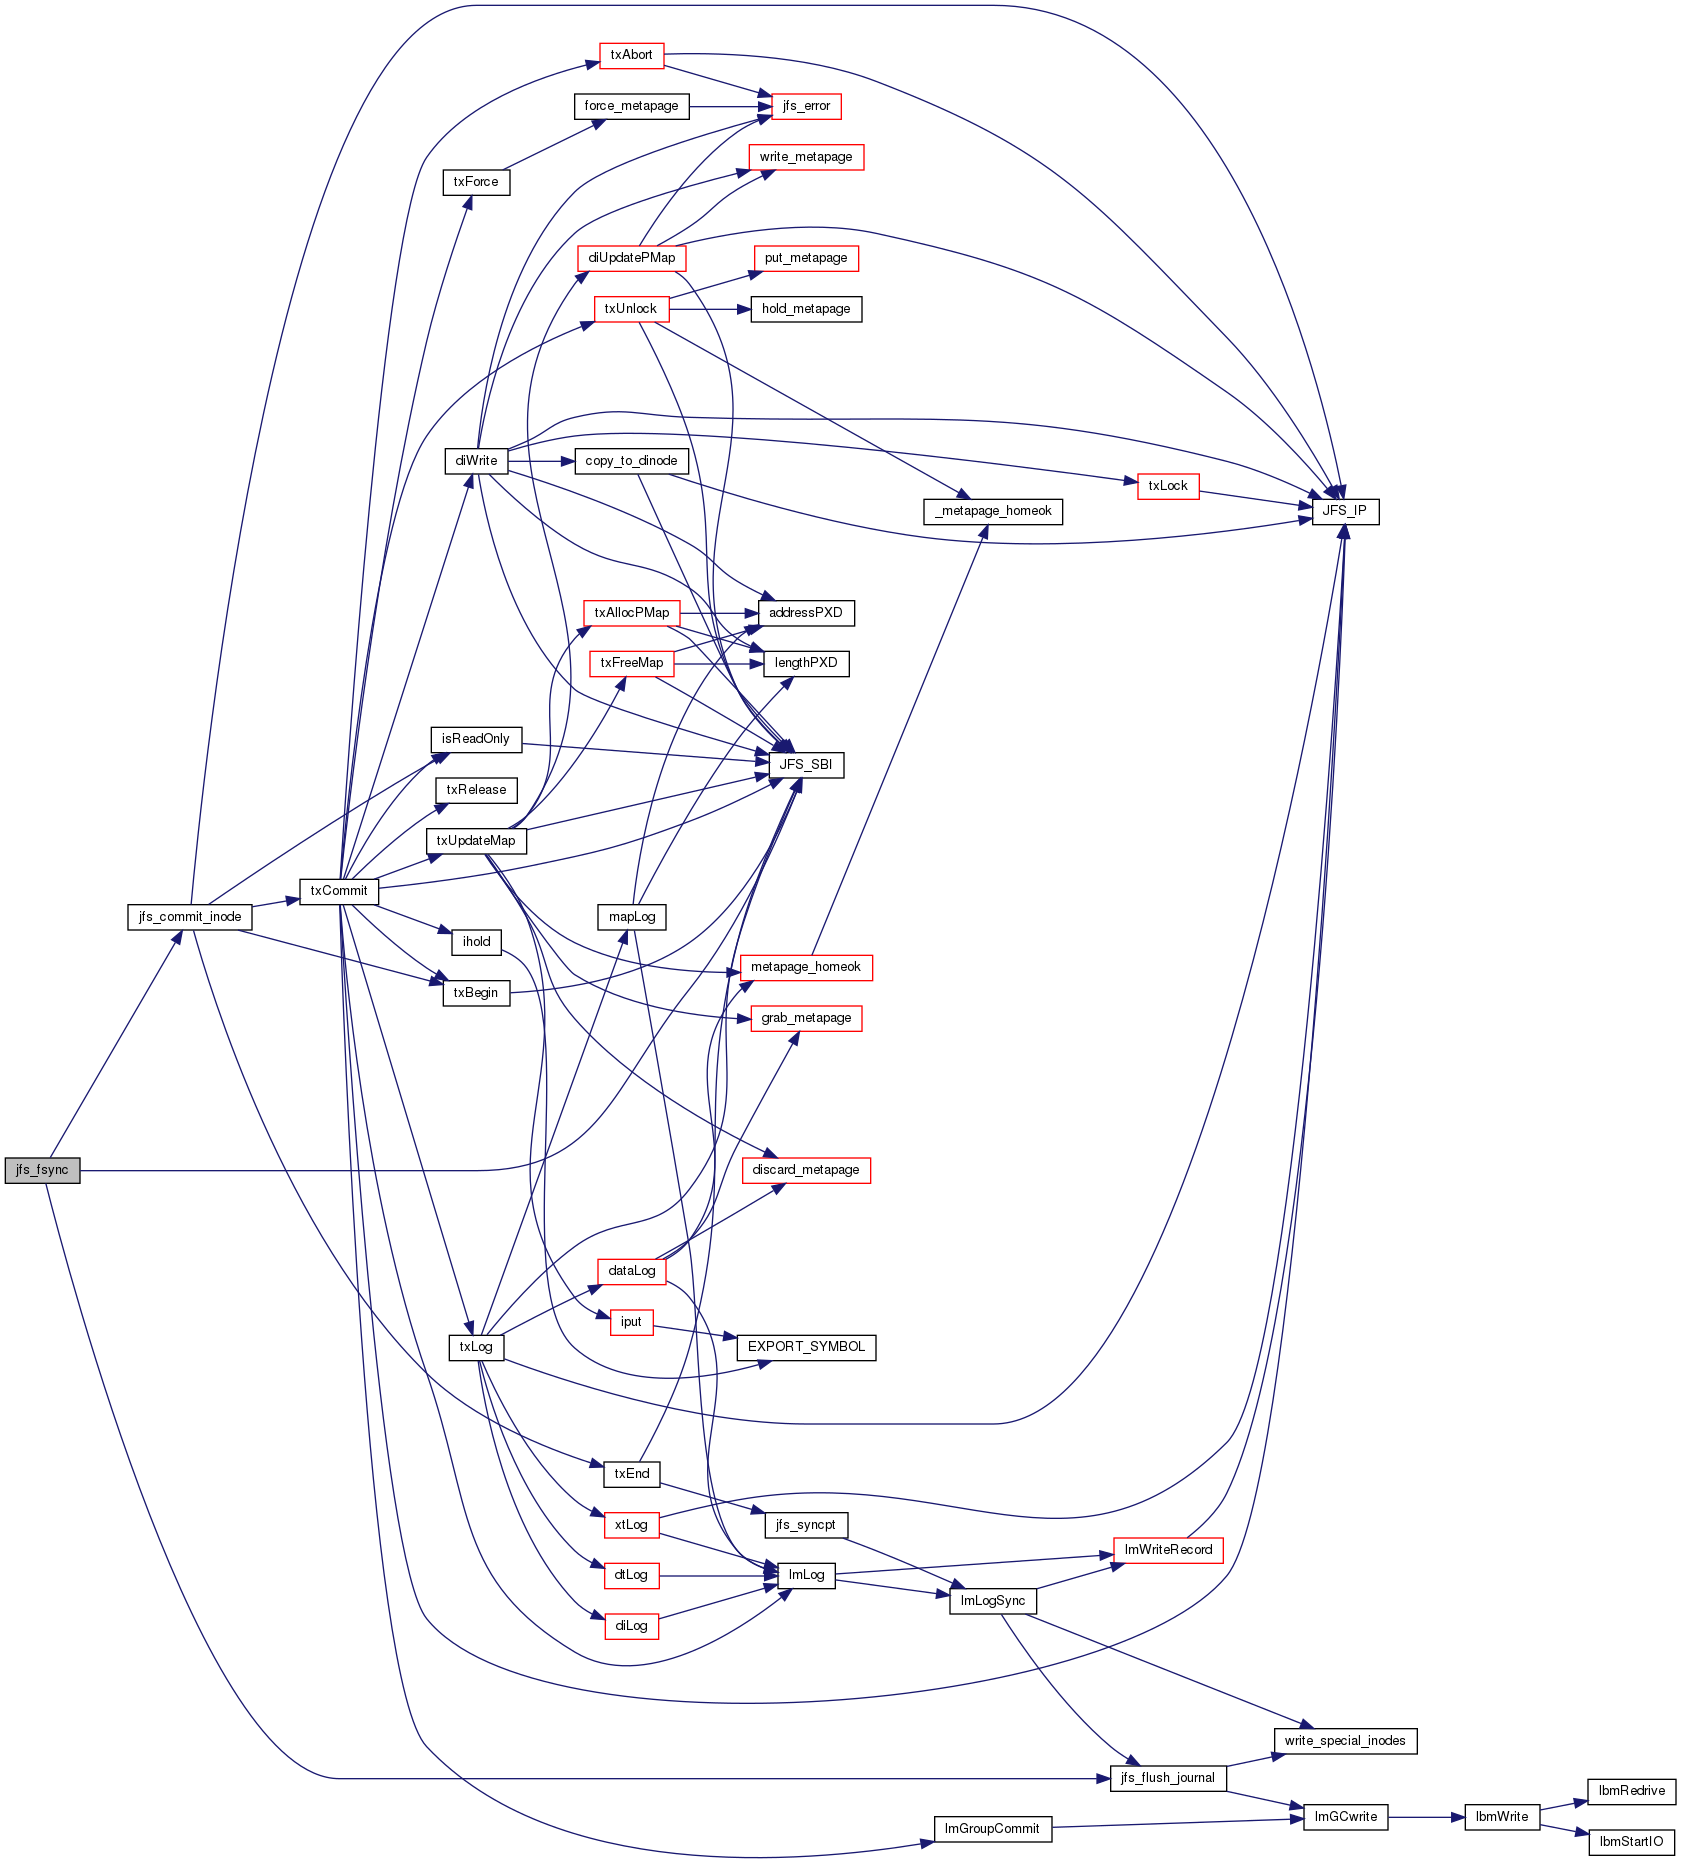 txAbort
force_metapage
jfs_error
write_metapage
txForce
diUpdatePMap
put_metapage
txUnlock
hold_metapage
diWrite
copy_to_dinode
txLock
_metapage_homeok
JFS_IP
txAllocPMap
addressPXD
txFreeMap
lengthPXD
isReadOnly
JFS_SBI
txRelease
txUpdateMap
txCommit
jfs_commit_inode
mapLog
ihold
metapage_homeok
txBegin
grab_metapage
jfs_fsync
discard_metapage
dataLog
iput
txLog
EXPORT_SYMBOL
txEnd
xtLog
jfs_syncpt
lmWriteRecord
dtLog
lmLog
lmLogSync
diLog
write_special_inodes
jfs_flush_journal
lbmRedrive
lmGCwrite
lbmWrite
lmGroupCommit
lbmStartIO